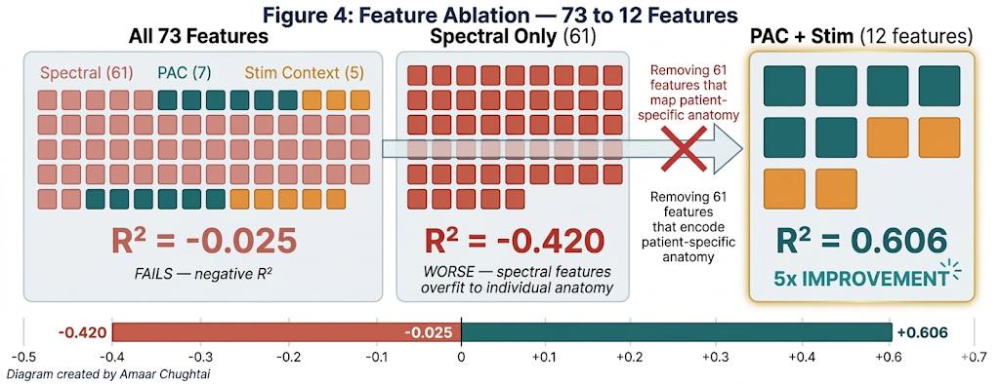 Figure 4: Feature Ablation — 73 to 12 Features
All 73 Features
Spectral (61) PAC (7) Stim Context (5)
R² = -0.025
FAILS — negative R²
Spectral Only (61)
R² = -0.420
WORSE — spectral features
overfit to individual anatomy
Removing 61
features that
map patient-
specific anatomy
Removing 61
features
that encode
patient-specific
anatomy
PAC + Stim (12 features)
R² = 0.606
5x IMPROVEMENT
-0.420 -0.025 +0.606
-0.5 -0.4 -0.3 -0.2 -0.1 0 +0.1 +0.2 +0.3 +0.4 +0.5 +0.6 +0.7
Diagram created by Amaar Chughtai